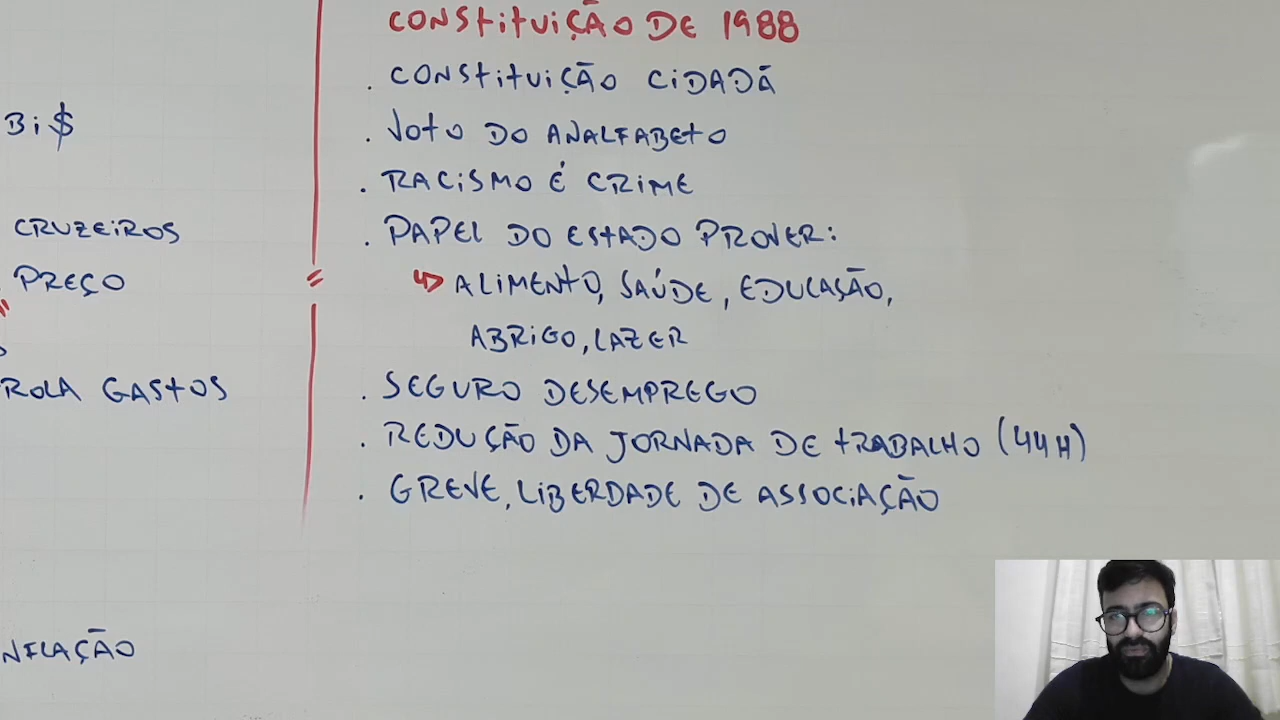 CONSTITUIÇÃO DE 1988
. CONSTITUIÇÃO CIDADÃ
. VOTO DO ANALFABETO
. RACISMO É CRIME
. PAPEL DO ESTADO PROVER:
↳ ALIMENTO, SAÚDE, EDUCAÇÃO,
ABRIGO, LAZER
. SEGURO DESEMPREGO
. REDUÇÃO DA JORNADA DE TRABALHO (44H)
. GREVE, LIBERDADE DE ASSOCIAÇÃO
BI$
CRUZEIROS
PREÇO
ROLA GASTOS
NFLAÇÃO